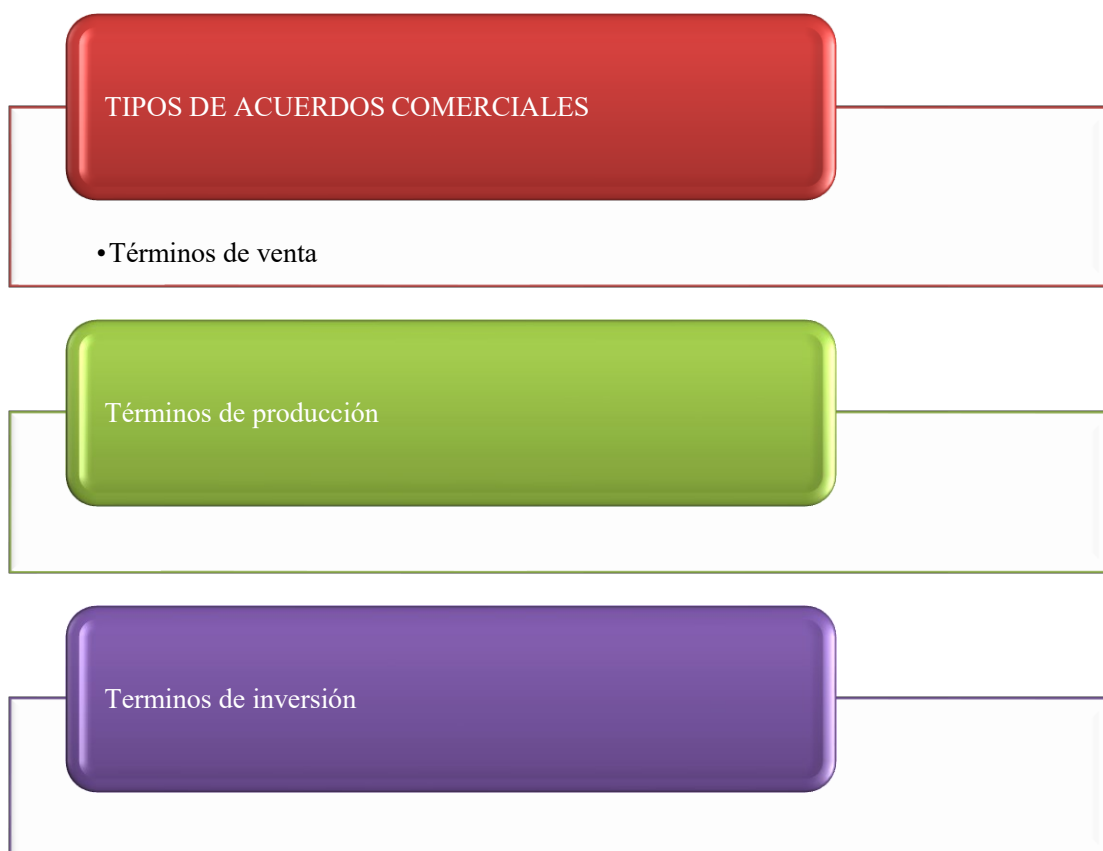 TIPOS DE ACUERDOS COMERCIALES
•Términos de venta
Términos de producción
Terminos de inversión